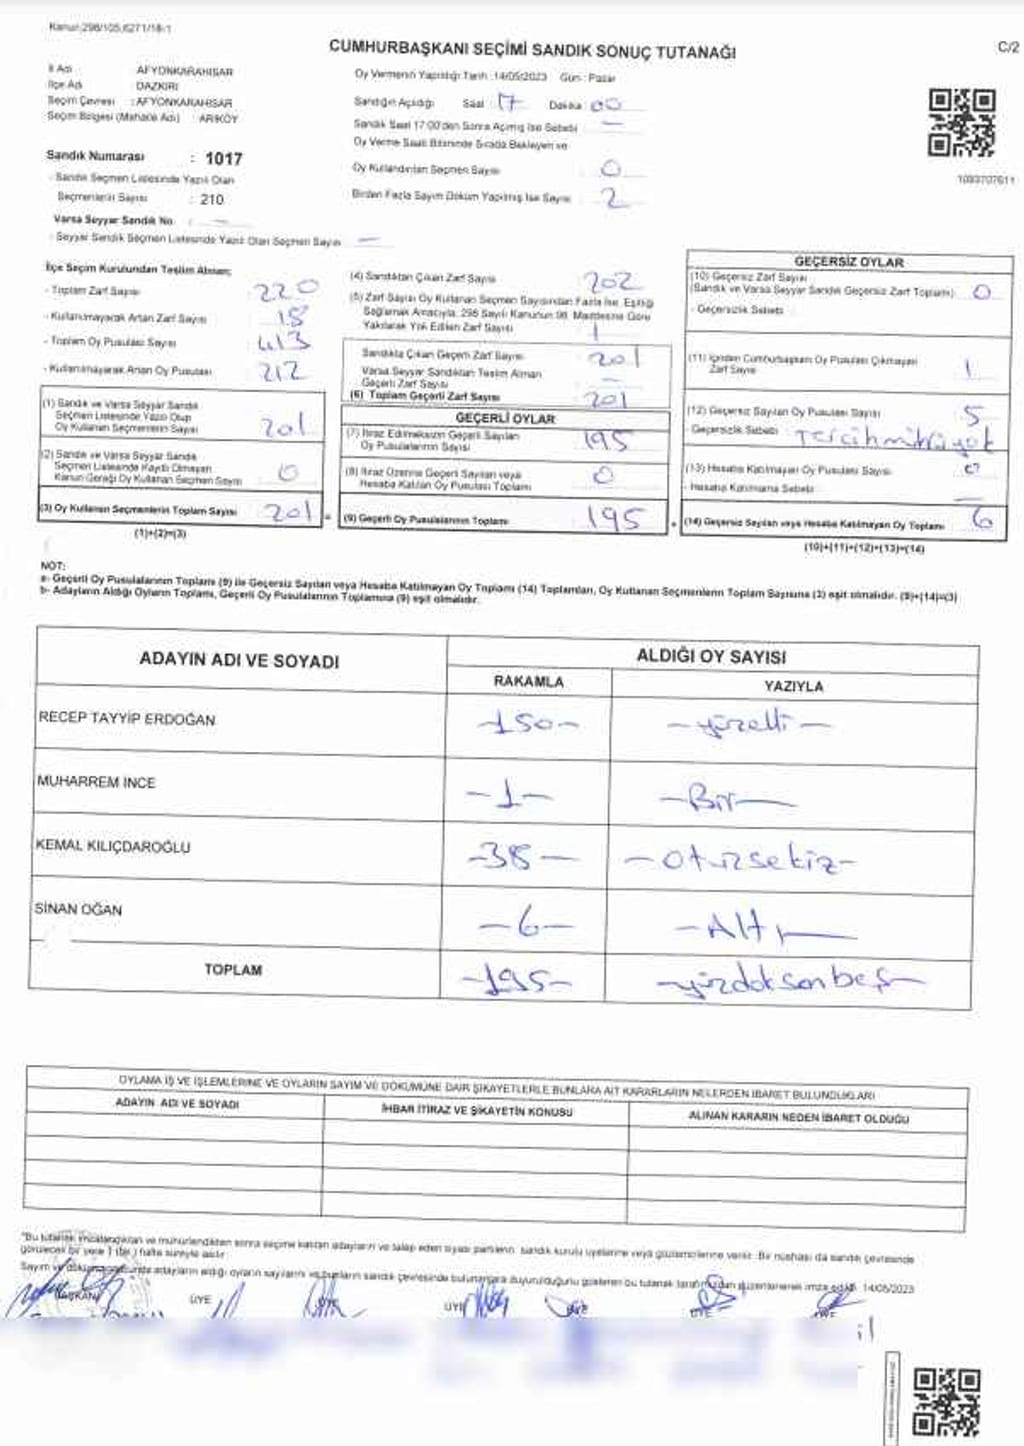 Kanun:298/105,6271/18-1
CUMHURBAŞKANI SEÇİMİ SANDIK SONUÇ TUTANAĞI
C/2
İl Adı : AFYONKARAHİSAR
İlçe Adı : DAZKIRI
Seçim Çevresi : AFYONKARAHİSAR
Seçim Bölgesi (Mahalle Adı) : ARIKÖY
Sandık Numarası : 1017
- Sandık Seçmen Listesinde Yazılı Olan
Seçmenlerin Sayısı : 210
Varsa Seyyar Sandık No : —
- Seyyar Sandık Seçmen Listesinde Yazılı Olan Seçmen Sayısı —
Oy Vermenin Yapıldığı Tarih : 14/05/2023 Gün : Pazar
Sandığın Açıldığı Saat 17 Dakika : 00
Sandık Saat 17:00'den Sonra Açılmış İse Sebebi : —
Oy Verme Saati Bitiminde Sırada Bekleyen ve
Oy Kullandırılan Seçmen Sayısı : 0
Birden Fazla Sayım Döküm Yapılmış İse Sayısı : 2
1093707611
İlçe Seçim Kurulundan Teslim Alınan;
- Toplam Zarf Sayısı : 220
- Kullanılmayarak Artan Zarf Sayısı : 18
- Toplam Oy Pusulası Sayısı : 413
- Kullanılmayarak Artan Oy Pusulası : 212
(1) Sandık ve Varsa Seyyar Sandık
Seçmen Listesinde Yazılı Olup
Oy Kullanan Seçmenlerin Sayısı : 201
(2) Sandık ve Varsa Seyyar Sandık
Seçmen Listesinde Kayıtlı Olmayan
Kanun Gereği Oy Kullanan Seçmen Sayısı : 0
(3) Oy Kullanan Seçmenlerin Toplam Sayısı : 201 =
(1)+(2)=(3)
(4) Sandıktan Çıkan Zarf Sayısı : 202
(5) Zarf Sayısı Oy Kullanan Seçmen Sayısından Fazla İse, Eşitliği
Sağlamak Amacıyla, 298 Sayılı Kanunun 98. Maddesine Göre
Yakılarak Yok Edilen Zarf Sayısı : 1
Sandıkta Çıkan Geçerli Zarf Sayısı : 201
Varsa Seyyar Sandıktan Teslim Alınan
Geçerli Zarf Sayısı : —
(6) Toplam Geçerli Zarf Sayısı : 201
GEÇERLİ OYLAR
(7) İtiraz Edilmeksizin Geçerli Sayılan
Oy Pusulalarının Sayısı : 195
(8) İtiraz Üzerine Geçerli Sayılan veya
Hesaba Katılan Oy Pusulası Toplamı : 0
(9) Geçerli Oy Pusulalarının Toplamı : 195 +
GEÇERSİZ OYLAR
(10) Geçersiz Zarf Sayısı
(Sandık ve Varsa Seyyar Sandık Geçersiz Zarf Toplamı) : 0
- Geçersizlik Sebebi :
(11) İçinden Cumhurbaşkanı Oy Pusulası Çıkmayan
Zarf Sayısı : 1
(12) Geçersiz Sayılan Oy Pusulası Sayısı : 5
- Geçersizlik Sebebi : Tercih mührü yok
(13) Hesaba Katılmayan Oy Pusulası Sayısı : 0
- Hesaba Katılmama Sebebi : —
(14) Geçersiz Sayılan veya Hesaba Katılmayan Oy Toplamı : 6
(10)+(11)+(12)+(13)=(14)
NOT:
a- Geçerli Oy Pusulalarının Toplamı (9) ile Geçersiz Sayılan veya Hesaba Katılmayan Oy Toplamı (14) Toplamları, Oy Kullanan Seçmenlerin Toplam Sayısına (3) eşit olmalıdır. (9)+(14)=(3)
b- Adayların Aldığı Oyların Toplamı, Geçerli Oy Pusulalarının Toplamına (9) eşit olmalıdır.
ADAYIN ADI VE SOYADI ALDIĞI OY SAYISI
RAKAMLA YAZIYLA
RECEP TAYYİP ERDOĞAN -150- -yüzelli-
MUHARREM İNCE -1- -Bir-
KEMAL KILIÇDAROĞLU -38- -otuzsekiz-
SİNAN OĞAN -6- -Altı-
TOPLAM -195- -yüzdoksanbeş-
OYLAMA İŞ VE İŞLEMLERİNE VE OYLARIN SAYIM VE DÖKÜMÜNE DAİR ŞİKAYETLERLE BUNLARA AİT KARARLARIN NELERDEN İBARET BULUNDUKLARI
ADAYIN ADI VE SOYADI İHBAR İTİRAZ VE ŞİKAYETİN KONUSU ALINAN KARARIN NEDEN İBARET OLDUĞU
"Bu tutanak imzalandıktan ve mühürlendikten sonra seçime katılan adayların ve talep eden siyasi partilerin sandık kurulu üyelerine veya gözlemcilerine verilir. Bir nüshası da sandık çevresinde
görülecek bir yere 1 (bir) hafta süreyle asılır.
Sayım ve dökümü sonunda adayların aldığı oyların sayılarını ve bunların sandık çevresinde bulunanlara duyurulduğunu gösteren bu tutanak tarafımızdan düzenlenerek imza edildi. 14/05/2023
BAŞKAN ÜYE ÜYE ÜYE ÜYE ÜYE ÜYE